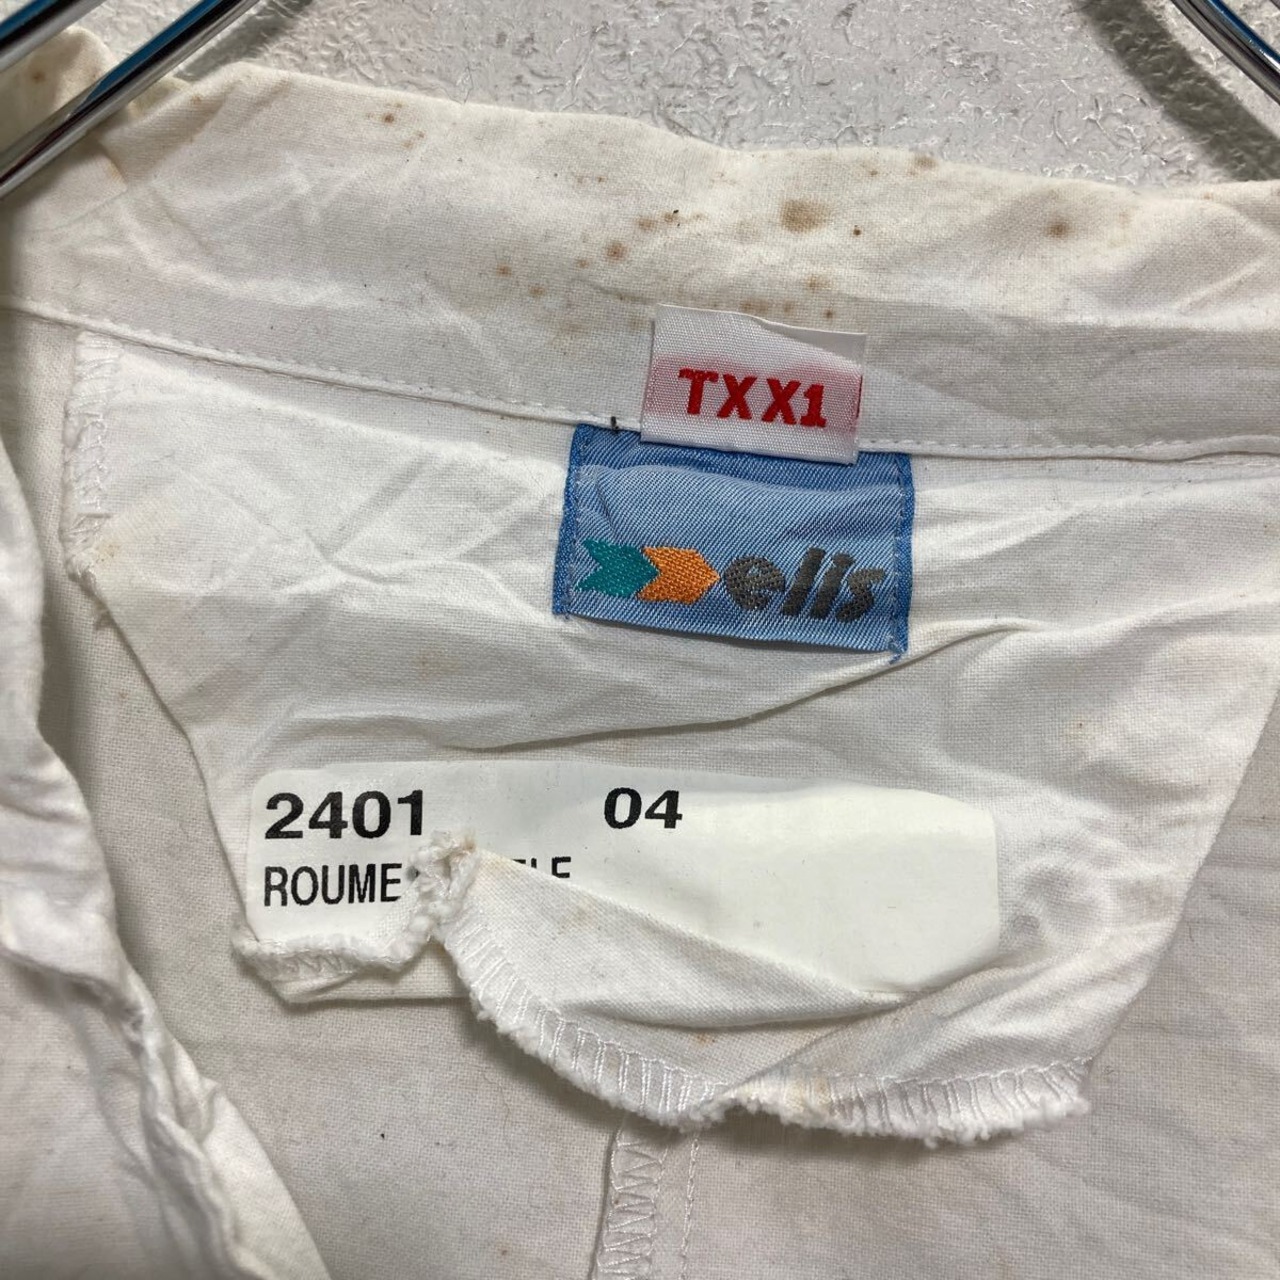 TXX1
ells
2401 04
ROUME